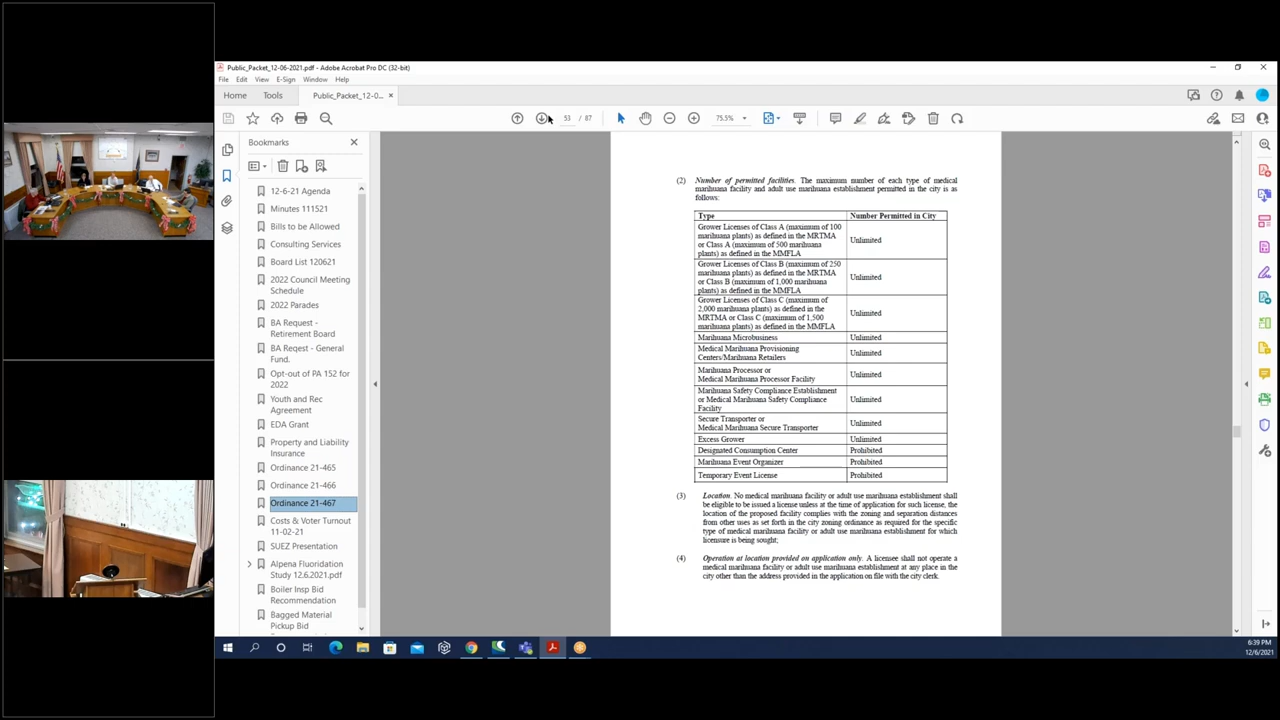 Public_Packet_12-06-2021.pdf - Adobe Acrobat Pro DC (32-bit)
File Edit View E-Sign Window Help
Home Tools Public_Packet_12-0...
53 / 87 75.5%
Bookmarks
12-6-21 Agenda
Minutes 111521
Bills to be Allowed
Consulting Services
Board List 120621
2022 Council Meeting
Schedule
2022 Parades
BA Request -
Retirement Board
BA Reqest - General
Fund.
Opt-out of PA 152 for
2022
Youth and Rec
Agreement
EDA Grant
Property and Liability
Insurance
Ordinance 21-465
Ordinance 21-466
Ordinance 21-467
Costs & Voter Turnout
11-02-21
SUEZ Presentation
Alpena Fluoridation
Study 12.6.2021.pdf
Boiler Insp Bid
Recommendation
Bagged Material
Pickup Bid
(2) Number of permitted facilities. The maximum number of each type of medical
marihuana facility and adult use marihuana establishment permitted in the city is as
follows:
Type Number Permitted in City
Grower Licenses of Class A (maximum of 100
marihuana plants) as defined in the MRTMA
or Class A (maximum of 500 marihuana
plants) as defined in the MMFLA
Unlimited
Grower Licenses of Class B (maximum of 250
marihuana plants) as defined in the MRTMA
or Class B (maximum of 1,000 marihuana
plants) as defined in the MMFLA
Unlimited
Grower Licenses of Class C (maximum of
2,000 marihuana plants) as defined in the
MRTMA or Class C (maximum of 1,500
marihuana plants) as defined in the MMFLA
Unlimited
Marihuana Microbusiness Unlimited
Medical Marihuana Provisioning
Centers/Marihuana Retailers
Unlimited
Marihuana Processor or
Medical Marihuana Processor Facility
Unlimited
Marihuana Safety Compliance Establishment
or Medical Marihuana Safety Compliance
Facility
Unlimited
Secure Transporter or
Medical Marihuana Secure Transporter
Unlimited
Excess Grower Unlimited
Designated Consumption Center Prohibited
Marihuana Event Organizer Prohibited
Temporary Event License Prohibited
(3) Location. No medical marihuana facility or adult use marihuana establishment shall
be eligible to be issued a license unless at the time of application for such license, the
location of the proposed facility complies with the zoning and separation distances
from other uses as set forth in the city zoning ordinance as required for the specific
type of medical marihuana facility or adult use marihuana establishment for which
licensure is being sought;
(4) Operation at location provided on application only. A licensee shall not operate a
medical marihuana facility or adult use marihuana establishment at any place in the
city other than the address provided in the application on file with the city clerk.
6:39 PM
12/6/2021